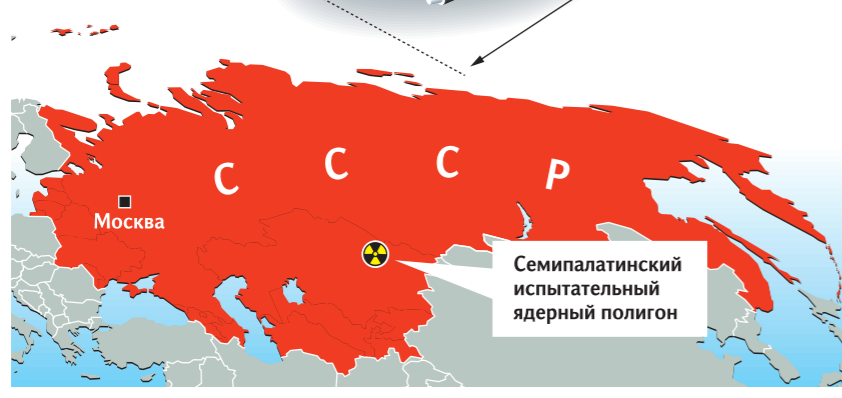 С С С Р
Москва
Семипалатинский
испытательный
ядерный полигон